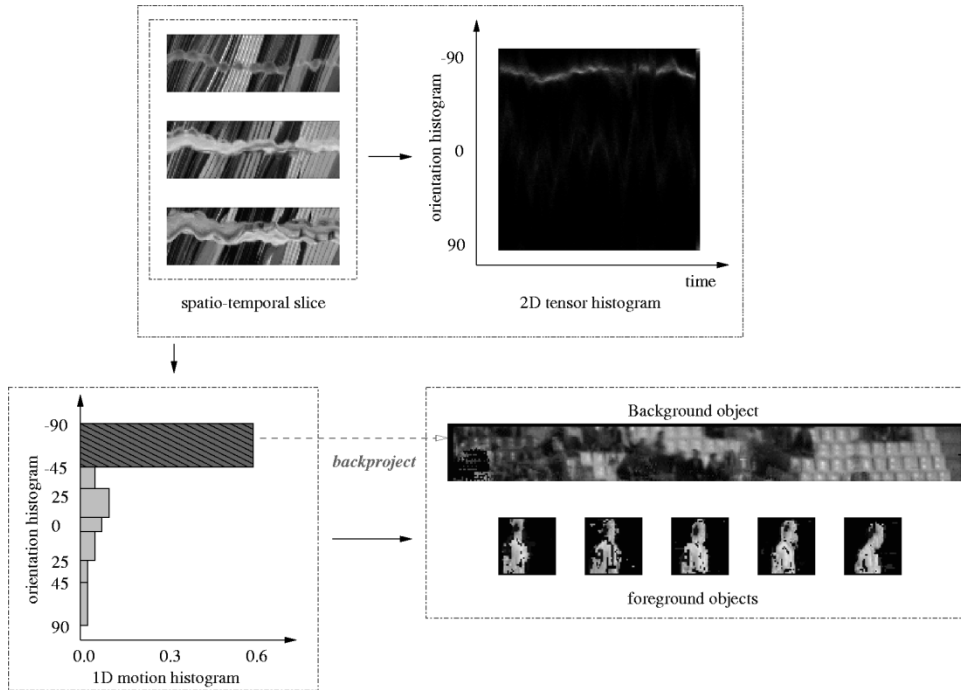 -90
0
90
orientation histogram
time
spatio-temporal slice
2D tensor histogram
-90
-45
25
0
25
45
90
orientation histogram
0.0 0.3 0.6
1D motion histogram
backproject
Background object
foreground objects